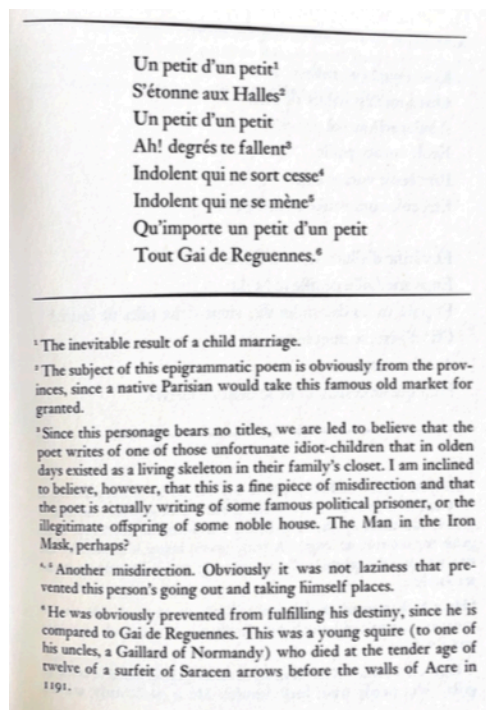 Un petit d'un petit¹
S'étonne aux Halles²
Un petit d'un petit
Ah! degrés te fallent³
Indolent qui ne sort cesse⁴
Indolent qui ne se mène⁵
Qu'importe un petit d'un petit
Tout Gai de Reguennes.⁶
¹ The inevitable result of a child marriage.
² The subject of this epigrammatic poem is obviously from the prov-
inces, since a native Parisian would take this famous old market for
granted.
³ Since this personage bears no titles, we are led to believe that the
poet writes of one of those unfortunate idiot-children that in olden
days existed as a living skeleton in their family's closet. I am inclined
to believe, however, that this is a fine piece of misdirection and that
the poet is actually writing of some famous political prisoner, or the
illegitimate offspring of some noble house. The Man in the Iron
Mask, perhaps?
⁴·⁵ Another misdirection. Obviously it was not laziness that pre-
vented this person's going out and taking himself places.
⁶ He was obviously prevented from fulfilling his destiny, since he is
compared to Gai de Reguennes. This was a young squire (to one of
his uncles, a Gaillard of Normandy) who died at the tender age of
twelve of a surfeit of Saracen arrows before the walls of Acre in
1191.